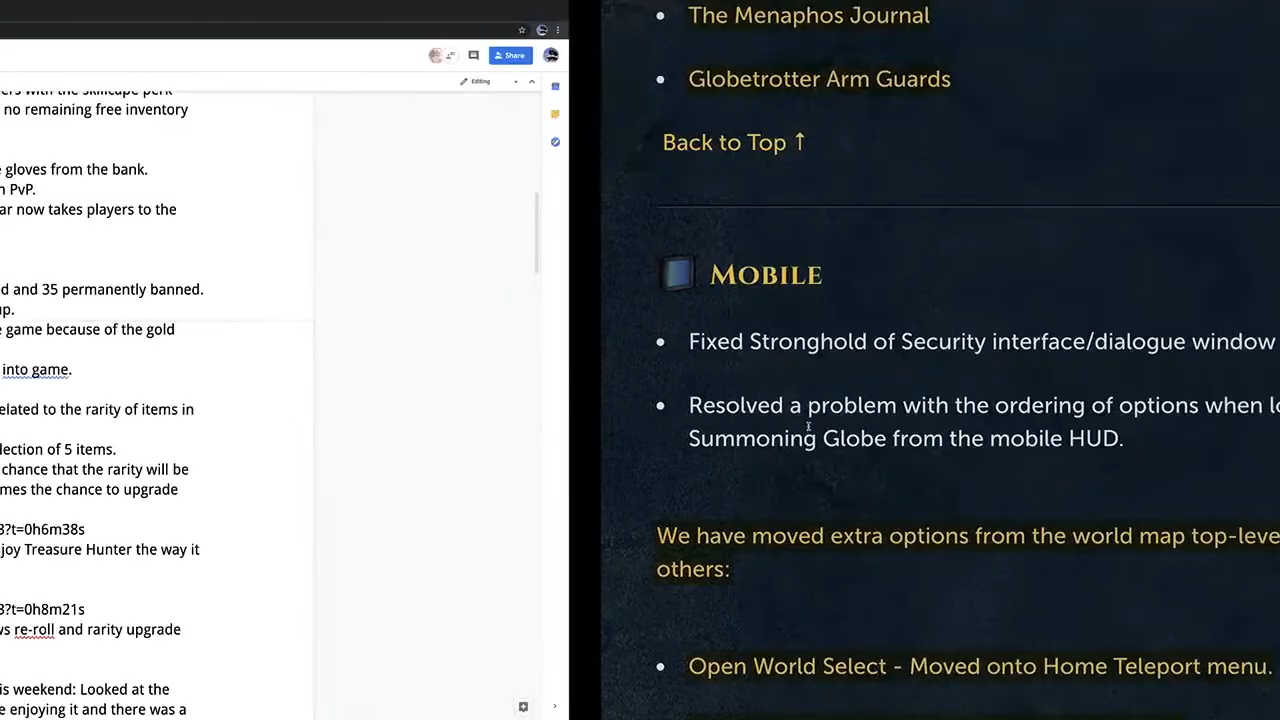 Share
Editing
ers with the skillcape perk
no remaining free inventory
gloves from the bank.
PvP.
ar now takes players to the
d and 35 permanently banned.
up.
game because of the gold
into game.
elated to the rarity of items in
lection of 5 items.
chance that the rarity will be
mes the chance to upgrade
3?t=0h6m38s
joy Treasure Hunter the way it
3?t=0h8m21s
ws re-roll and rarity upgrade
is weekend: Looked at the
e enjoying it and there was a
The Menaphos Journal
Globetrotter Arm Guards
Back to Top ↑
MOBILE
Fixed Stronghold of Security interface/dialogue window
Resolved a problem with the ordering of options when lo
Summoning Globe from the mobile HUD.
We have moved extra options from the world map top-leve
others:
Open World Select - Moved onto Home Teleport menu.